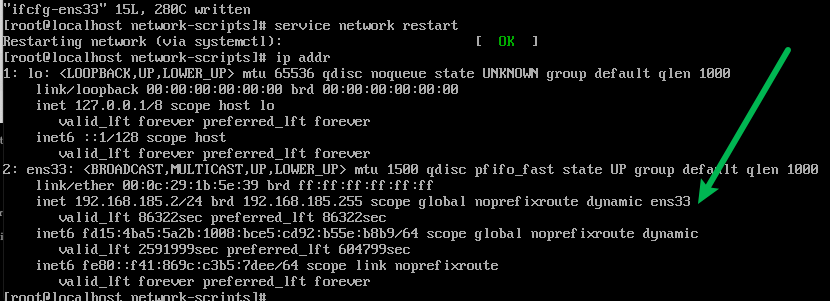 "ifcfg-ens33" 15L, 280C written
[root@localhost network-scripts]# service network restart
Restarting network (via systemctl):                        [  OK  ]
[root@localhost network-scripts]# ip addr
1: lo: <LOOPBACK,UP,LOWER_UP> mtu 65536 qdisc noqueue state UNKNOWN group default qlen 1000
    link/loopback 00:00:00:00:00:00 brd 00:00:00:00:00:00
    inet 127.0.0.1/8 scope host lo
       valid_lft forever preferred_lft forever
    inet6 ::1/128 scope host
       valid_lft forever preferred_lft forever
2: ens33: <BROADCAST,MULTICAST,UP,LOWER_UP> mtu 1500 qdisc pfifo_fast state UP group default qlen 1000
    link/ether 00:0c:29:1b:5e:39 brd ff:ff:ff:ff:ff:ff
    inet 192.168.185.2/24 brd 192.168.185.255 scope global noprefixroute dynamic ens33
       valid_lft 86322sec preferred_lft 86322sec
    inet6 fd15:4ba5:5a2b:1008:bce5:cd92:b55e:b8b9/64 scope global noprefixroute dynamic
       valid_lft 2591999sec preferred_lft 604799sec
    inet6 fe80::f41:869c:c3b5:7dee/64 scope link noprefixroute
       valid_lft forever preferred_lft forever
[root@localhost network-scripts]#